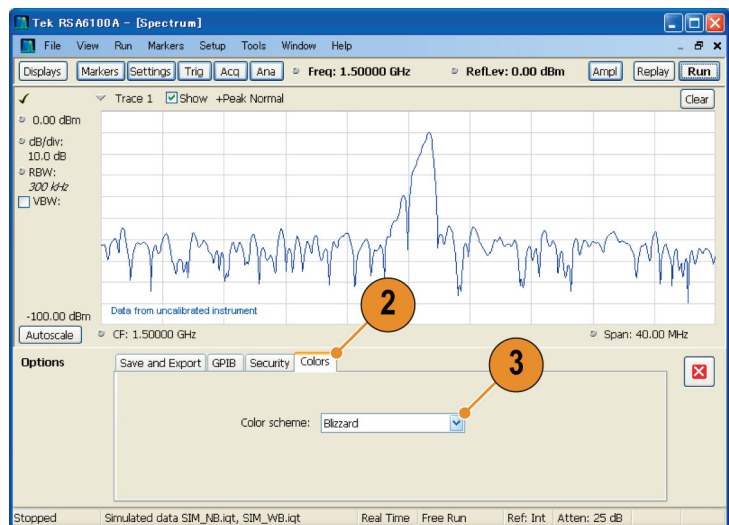 Tek RSA6100A - [Spectrum]
File View Run Markers Setup Tools Window Help
Displays Markers Settings Trig Acq Ana Freq: 1.50000 GHz RefLev: 0.00 dBm Ampl Replay Run
Trace 1 Show +Peak Normal Clear
0.00 dBm
dB/div:
10.0 dB
RBW:
300 kHz
VBW:
-100.00 dBm
Data from uncalibrated instrument
2
Autoscale CF: 1.50000 GHz Span: 40.00 MHz
Options Save and Export GPIB Security Colors
3
Color scheme: Blizzard
Stopped Simulated data SIM_NB.iqt, SIM_WB.iqt Real Time Free Run Ref: Int Atten: 25 dB